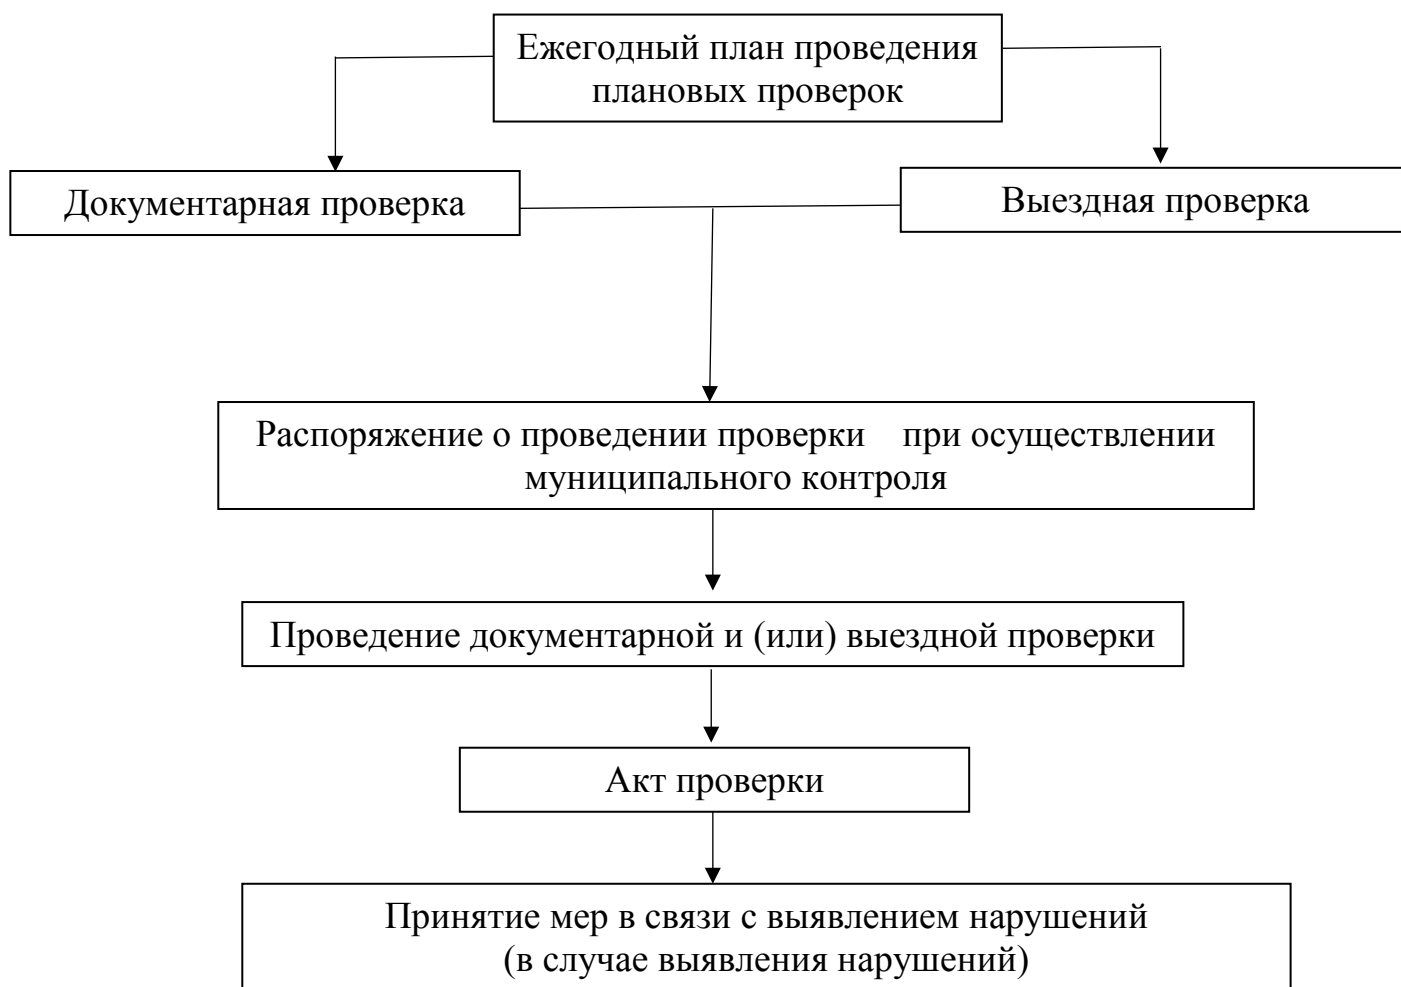 Ежегодный план проведения
плановых проверок
Документарная проверка
Выездная проверка
Распоряжение о проведении проверки при осуществлении
муниципального контроля
Проведение документарной и (или) выездной проверки
Акт проверки
Принятие мер в связи с выявлением нарушений
(в случае выявления нарушений)